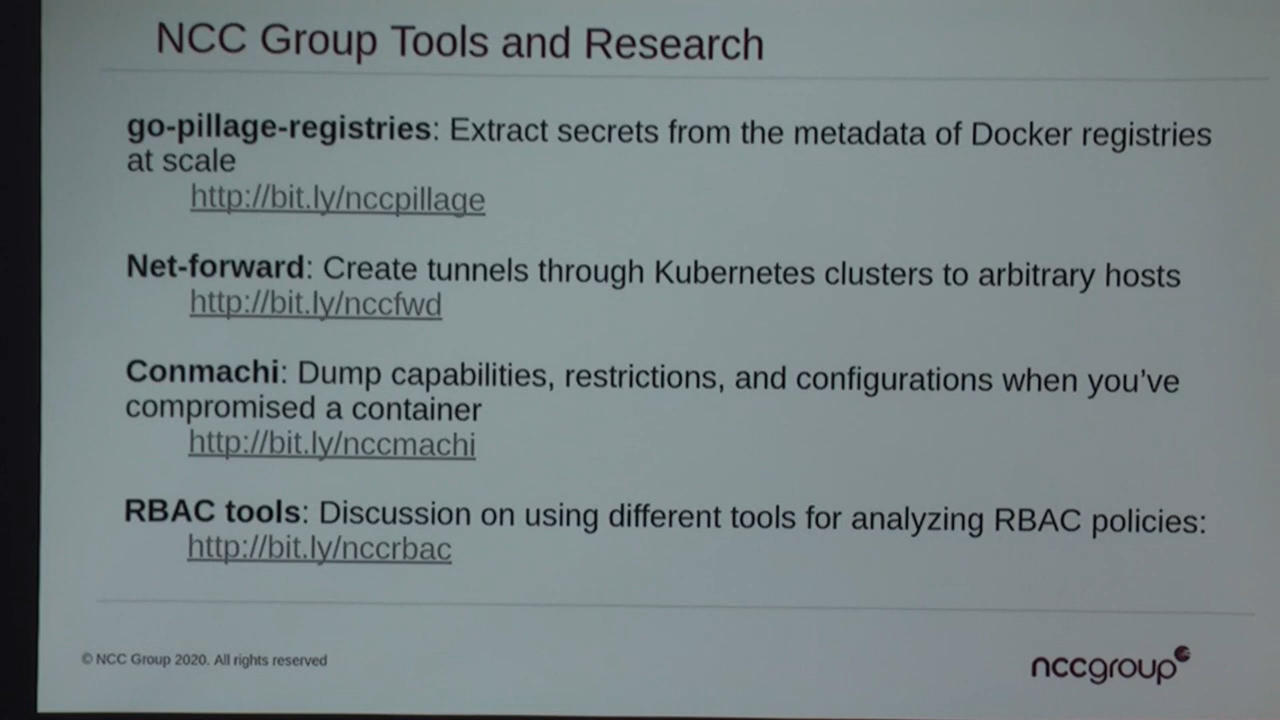 NCC Group Tools and Research
go-pillage-registries: Extract secrets from the metadata of Docker registries
at scale
http://bit.ly/nccpillage
Net-forward: Create tunnels through Kubernetes clusters to arbitrary hosts
http://bit.ly/nccfwd
Conmachi: Dump capabilities, restrictions, and configurations when you’ve
compromised a container
http://bit.ly/nccmachi
RBAC tools: Discussion on using different tools for analyzing RBAC policies:
http://bit.ly/nccrbac
© NCC Group 2020. All rights reserved
nccgroup